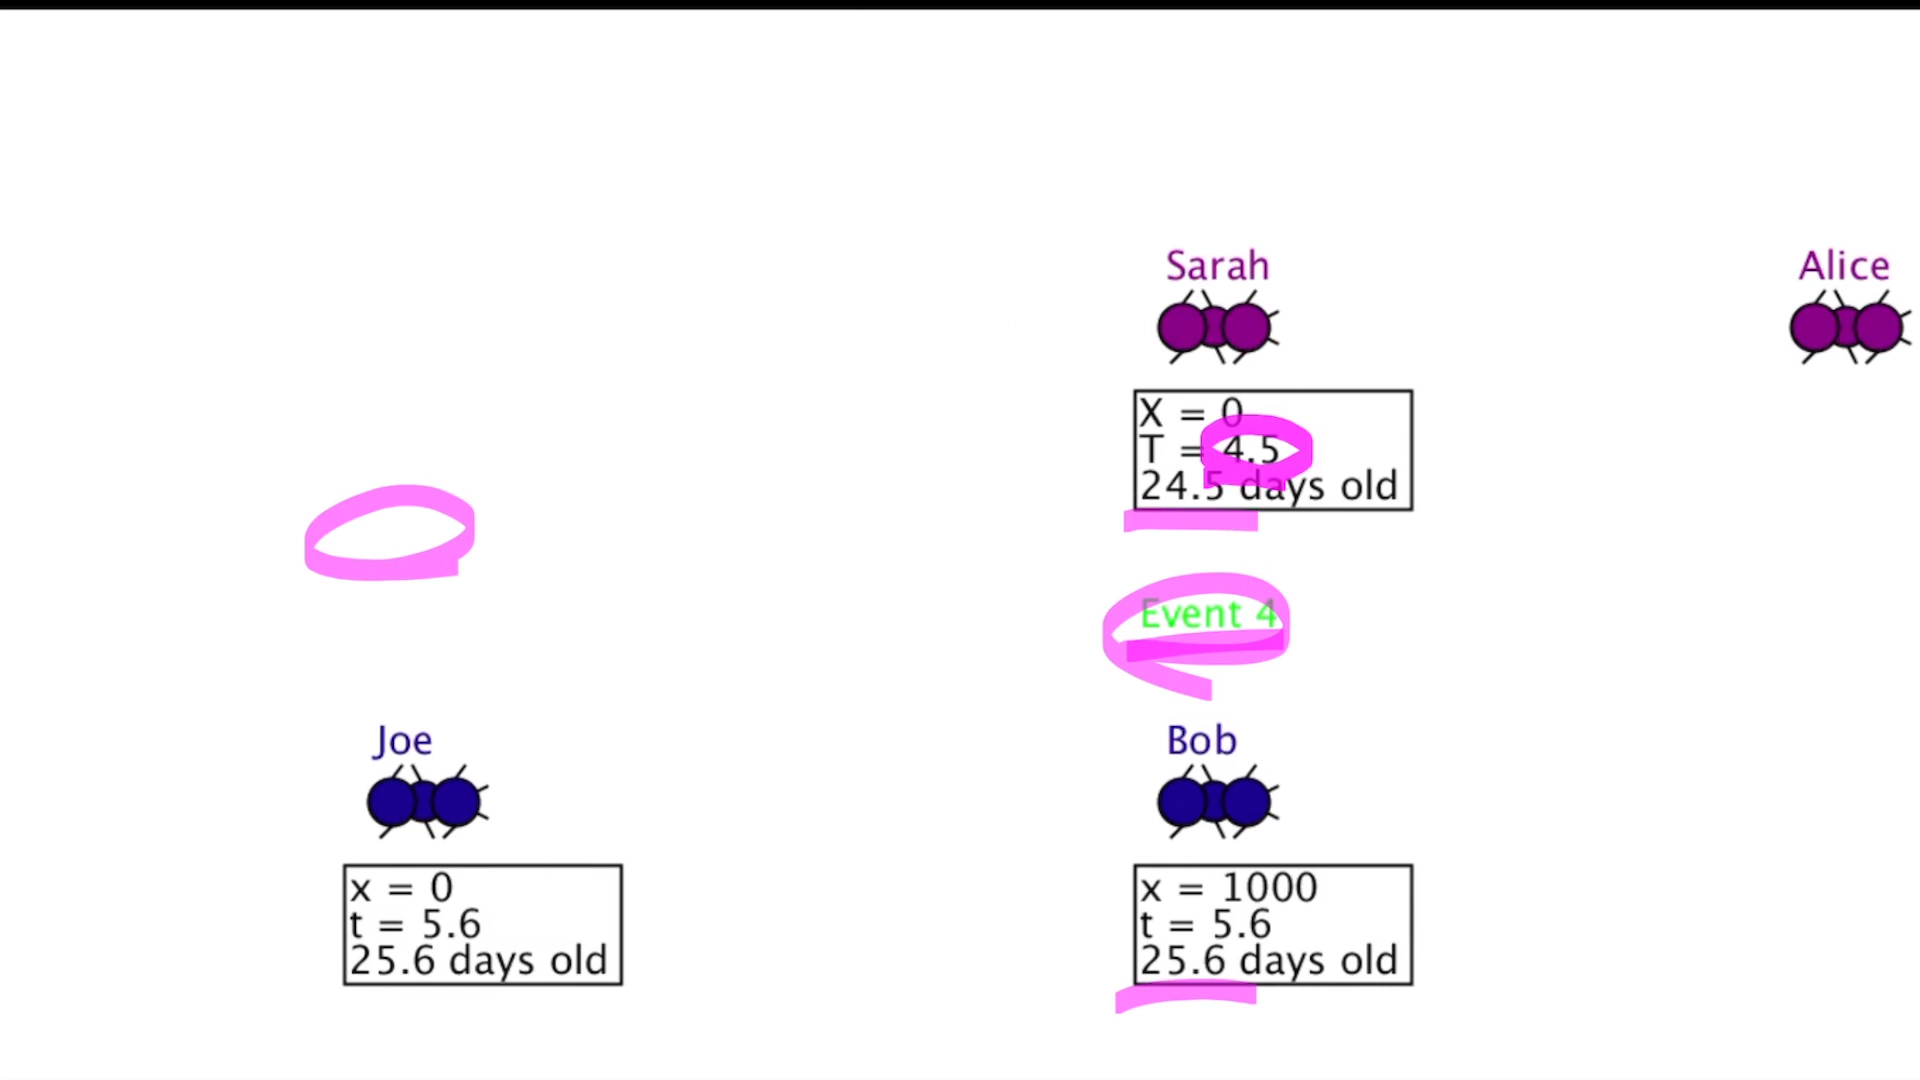 Sarah
Alice
X = 0
T = 4.5
24.5 days old
Event 4
Joe
Bob
x = 0
t = 5.6
25.6 days old
x = 1000
t = 5.6
25.6 days old